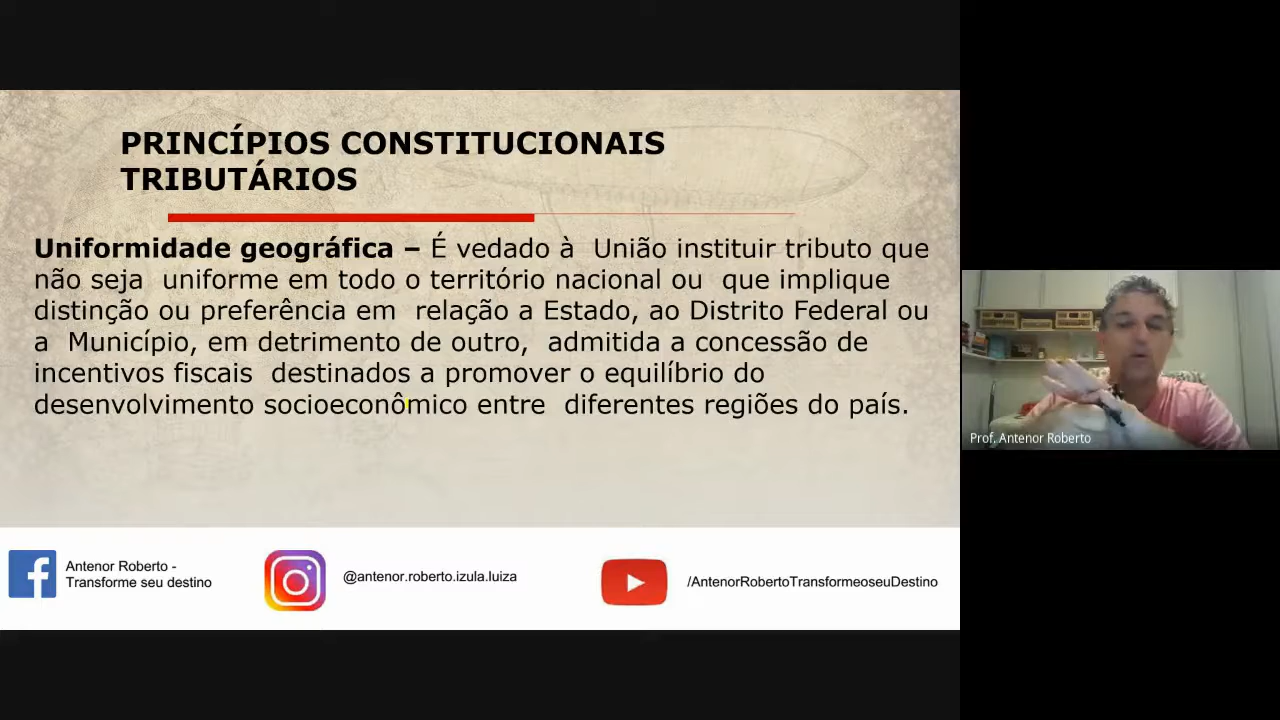 PRINCÍPIOS CONSTITUCIONAIS
TRIBUTÁRIOS
Uniformidade geográfica – É vedado à União instituir tributo que
não seja uniforme em todo o território nacional ou que implique
distinção ou preferência em relação a Estado, ao Distrito Federal ou
a Município, em detrimento de outro, admitida a concessão de
incentivos fiscais destinados a promover o equilíbrio do
desenvolvimento socioeconômico entre diferentes regiões do país.
Prof. Antenor Roberto
Antenor Roberto -
Transforme seu destino
@antenor.roberto.izula.luiza
/AntenorRobertoTransformeoseuDestino